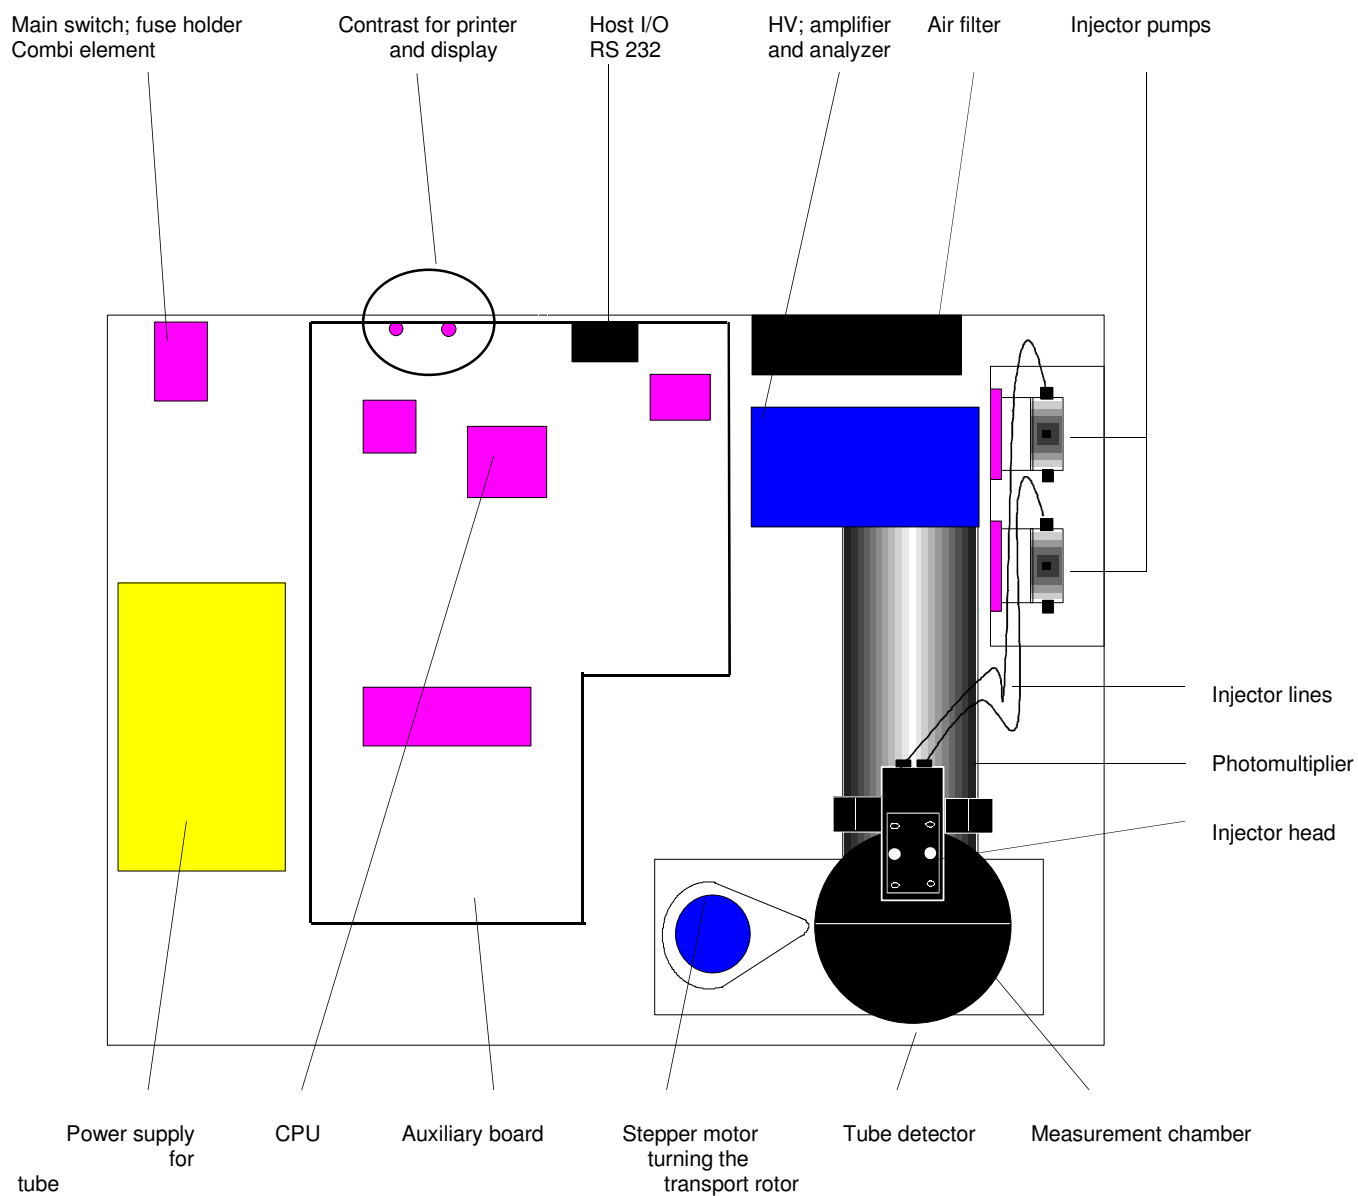 Main switch; fuse holder
Combi element
Contrast for printer
and display
Host I/O
RS 232
HV; amplifier
and analyzer
Air filter
Injector pumps
Injector lines
Photomultiplier
Injector head
Power supply
for
tube
CPU
Auxiliary board
Stepper motor
turning the
transport rotor
Tube detector
Measurement chamber